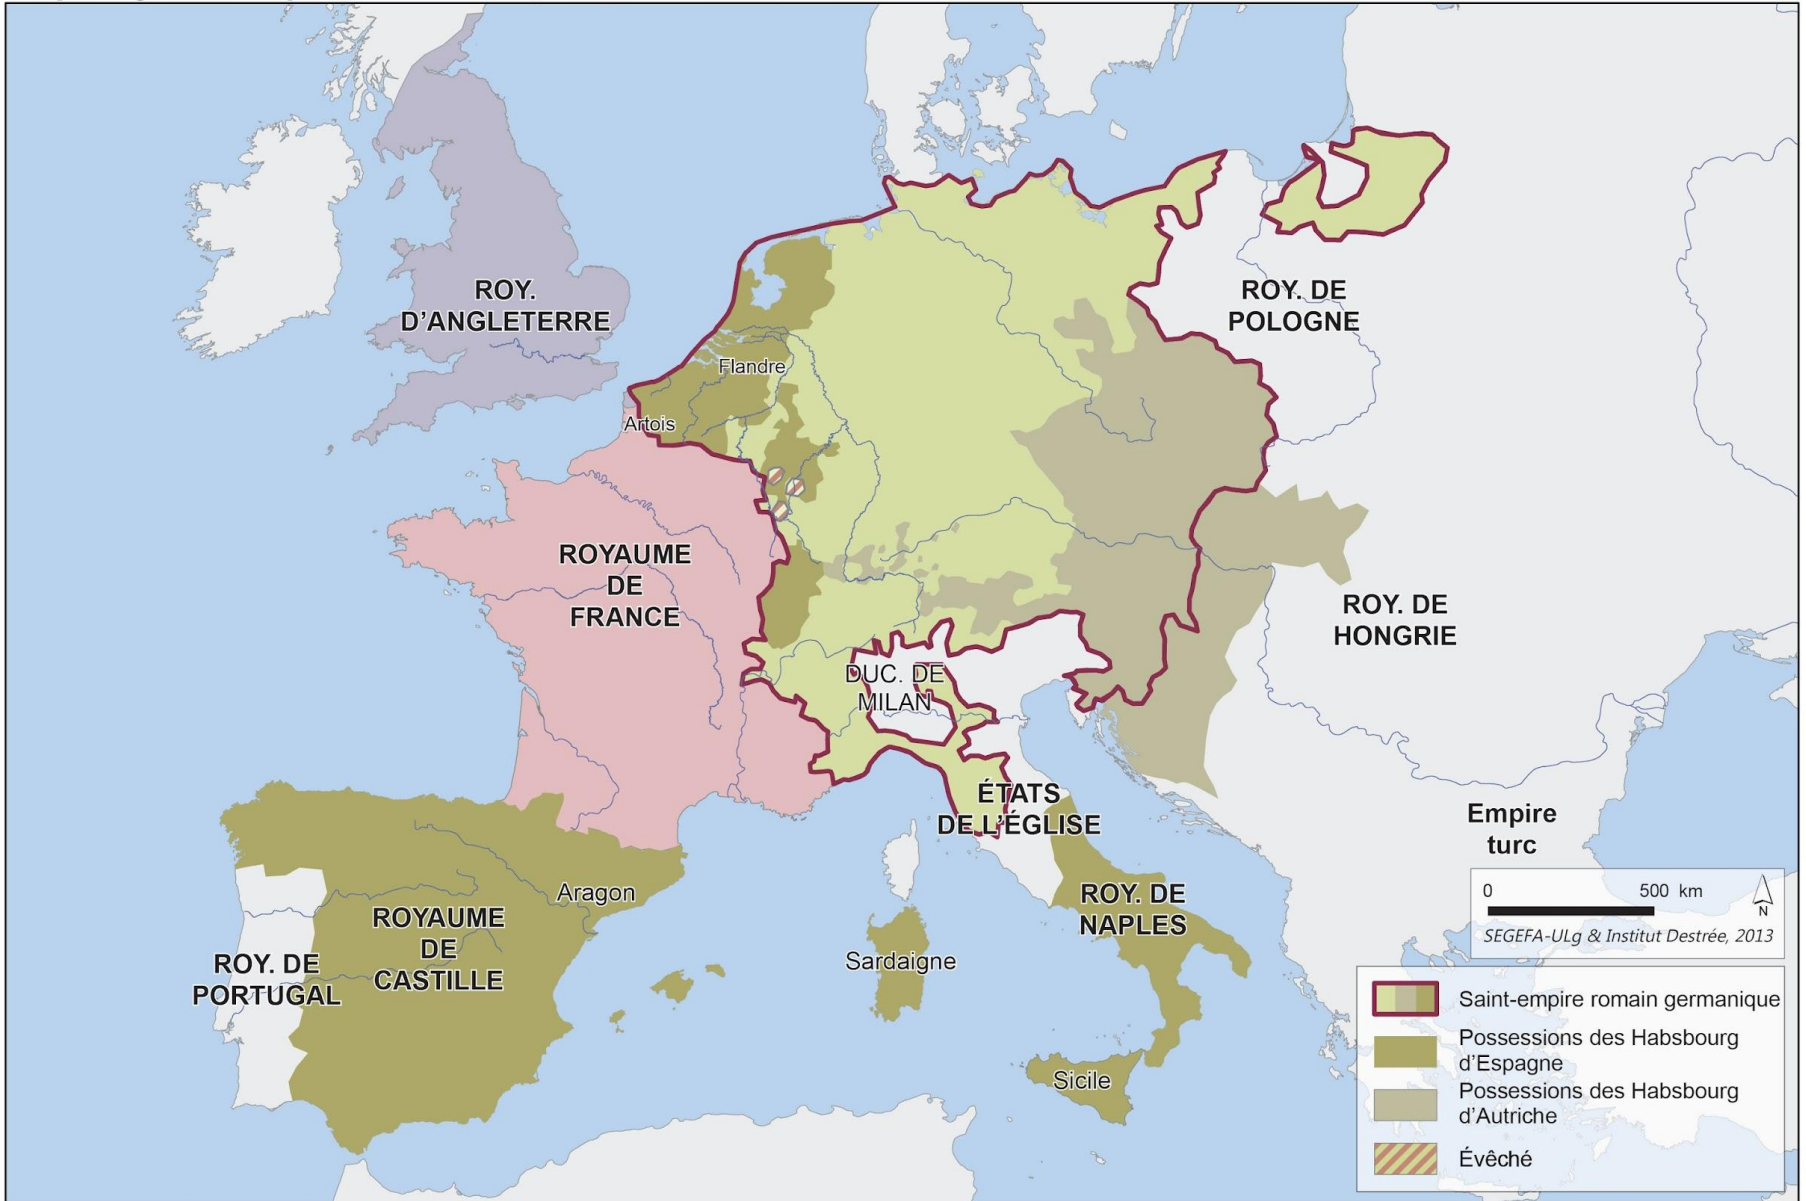 ROY.
D'ANGLETERRE
ROY. DE
POLOGNE
Flandre
Artois
ROYAUME
DE
FRANCE
ROY. DE
HONGRIE
DUC. DE
MILAN
ÉTATS
DE L'ÉGLISE
Empire
turc
Aragon
ROYAUME
DE
CASTILLE
ROY. DE
PORTUGAL
ROY. DE
NAPLES
Sardaigne
Sicile
0 500 km
N
SEGEFA-ULg & Institut Destrée, 2013
Saint-empire romain germanique
Possessions des Habsbourg
d'Espagne
Possessions des Habsbourg
d'Autriche
Évêché